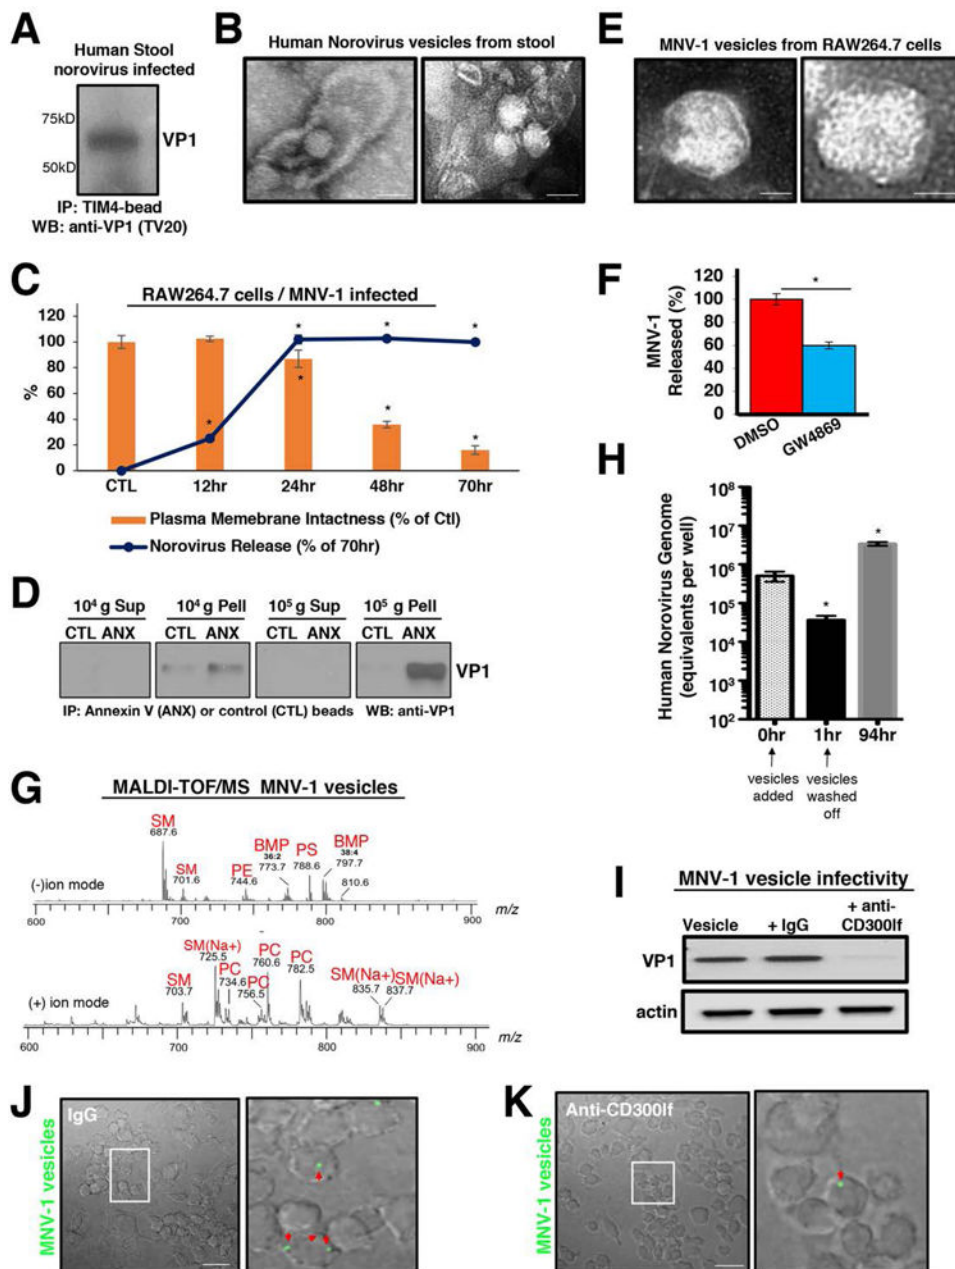 A
Human Stool
norovirus infected
75kD
VP1
50kD
IP: TIM4-bead
WB: anti-VP1 (TV20)
B
Human Norovirus vesicles from stool
E
MNV-1 vesicles from RAW264.7 cells
C
RAW264.7 cells / MNV-1 infected
120
100
80
60
40
20
0
%
* * * * * * *
CTL 12hr 24hr 48hr 70hr
Plasma Memebrane Intactness (% of Ctl)
Norovirus Release (% of 70hr)
F
MNV-1
Released (%)
120
100
80
60
40
20
0
*
DMSO
GW4869
D
10⁴ g Sup 10⁴ g Pell 10⁵ g Sup 10⁵ g Pell
CTL ANX CTL ANX CTL ANX CTL ANX
VP1
IP: Annexin V (ANX) or control (CTL) beads WB: anti-VP1
H
Human Norovirus Genome
(equivalents per well)
10⁸
10⁷
10⁶
10⁵
10⁴
10³
10²
*
*
0hr 1hr 94hr
vesicles
added
vesicles
washed
off
G
MALDI-TOF/MS MNV-1 vesicles
SM
687.6
SM
701.6
PE
744.6
BMP
36:2
773.7
PS
788.6
BMP
38:4
797.7
810.6
(-)ion mode
600 700 800 900
m/z
SM
703.7
SM(Na+)
725.5
PC
734.6
PC
756.5
PC
760.6
PC
782.5
SM(Na+)
835.7
SM(Na+)
837.7
(+) ion mode
600 700 800 900
m/z
I
MNV-1 vesicle infectivity
Vesicle + IgG + anti-
CD300lf
VP1
actin
J
MNV-1 vesicles
IgG
K
MNV-1 vesicles
Anti-CD300lf